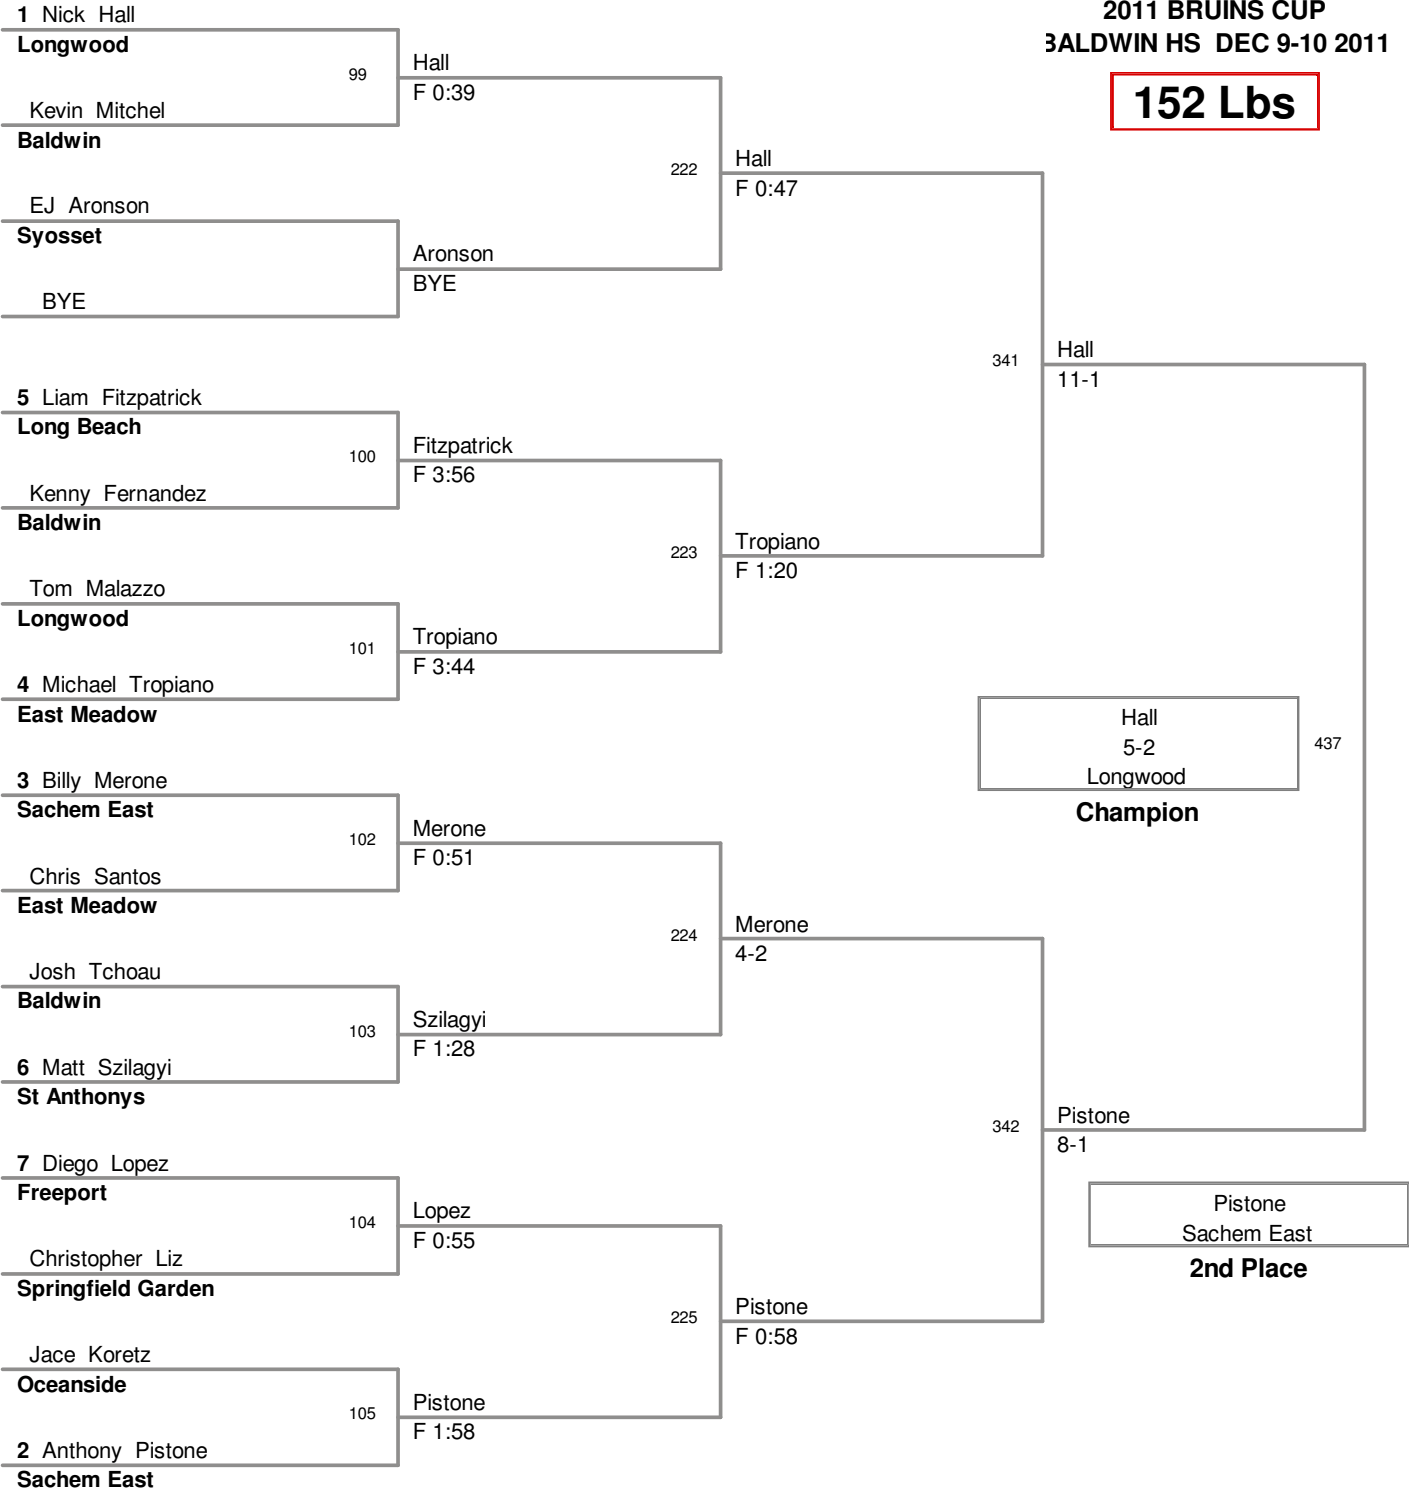 2011 BRUINS CUP
BALDWIN HS DEC 9-10 2011
152 Lbs
1 Nick Hall
Longwood
99
Kevin Mitchel
Baldwin
EJ Aronson
Syosset
BYE
5 Liam Fitzpatrick
Long Beach
100
Kenny Fernandez
Baldwin
Tom Malazzo
Longwood
101
4 Michael Tropiano
East Meadow
3 Billy Merone
Sachem East
102
Chris Santos
East Meadow
Josh Tchoau
Baldwin
103
6 Matt Szilagyi
St Anthonys
7 Diego Lopez
Freeport
104
Christopher Liz
Springfield Garden
Jace Koretz
Oceanside
105
2 Anthony Pistone
Sachem East
Hall
F 0:39
222
Aronson
BYE
Fitzpatrick
F 3:56
223
Tropiano
F 3:44
Merone
F 0:51
224
Szilagyi
F 1:28
Lopez
F 0:55
225
Pistone
F 1:58
Hall
F 0:47
341
Tropiano
F 1:20
Merone
4-2
342
Pistone
F 0:58
Hall
11-1
Hall
5-2
Longwood
437
Champion
Pistone
8-1
Pistone
Sachem East
2nd Place